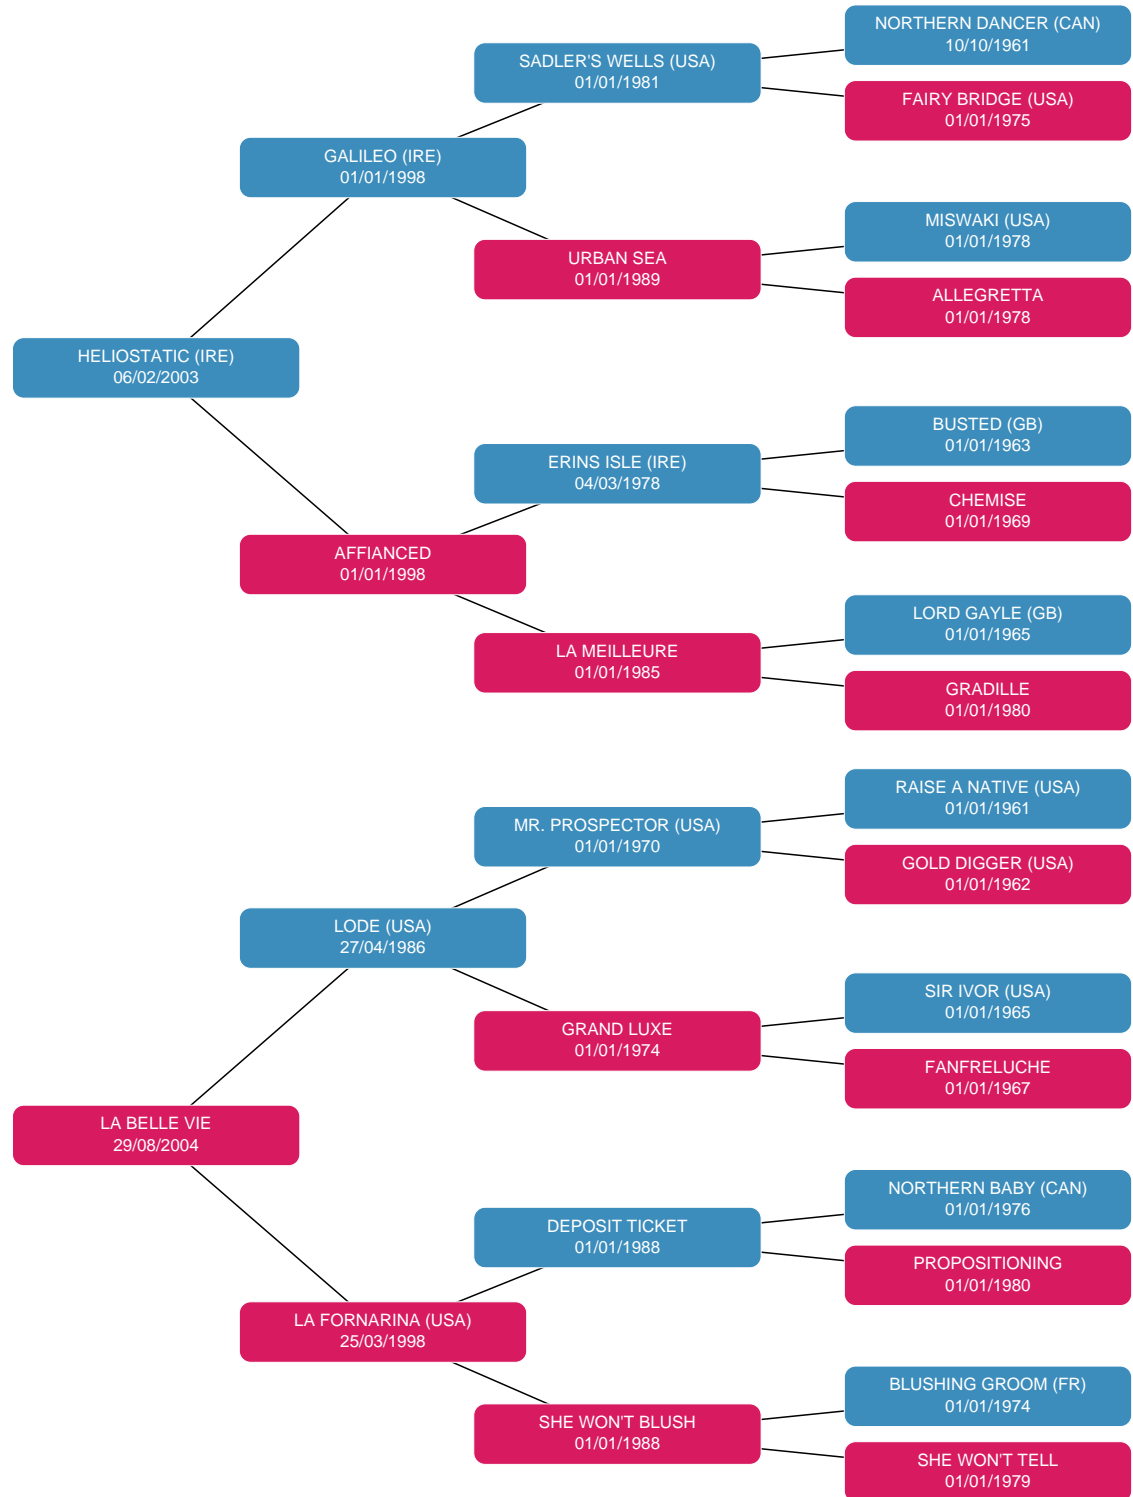 NORTHERN DANCER (CAN)
10/10/1961
SADLER'S WELLS (USA)
01/01/1981
FAIRY BRIDGE (USA)
01/01/1975
GALILEO (IRE)
01/01/1998
MISWAKI (USA)
01/01/1978
URBAN SEA
01/01/1989
ALLEGRETTA
01/01/1978
HELIOSTATIC (IRE)
06/02/2003
BUSTED (GB)
01/01/1963
ERINS ISLE (IRE)
04/03/1978
CHEMISE
01/01/1969
AFFIANCED
01/01/1998
LORD GAYLE (GB)
01/01/1965
LA MEILLEURE
01/01/1985
GRADILLE
01/01/1980
RAISE A NATIVE (USA)
01/01/1961
MR. PROSPECTOR (USA)
01/01/1970
GOLD DIGGER (USA)
01/01/1962
LODE (USA)
27/04/1986
SIR IVOR (USA)
01/01/1965
GRAND LUXE
01/01/1974
FANFRELUCHE
01/01/1967
LA BELLE VIE
29/08/2004
NORTHERN BABY (CAN)
01/01/1976
DEPOSIT TICKET
01/01/1988
PROPOSITIONING
01/01/1980
LA FORNARINA (USA)
25/03/1998
BLUSHING GROOM (FR)
01/01/1974
SHE WON'T BLUSH
01/01/1988
SHE WON'T TELL
01/01/1979